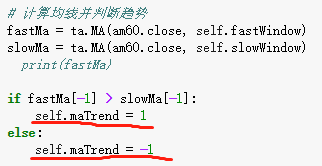 # 计算均线并判断趋势
fastMa = ta.MA(am60.close, self.fastWindow)
slowMa = ta.MA(am60.close, self.slowWindow)
print(fastMa)
if fastMa[-1] > slowMa[-1]:
self.maTrend = 1
else:
self.maTrend = -1